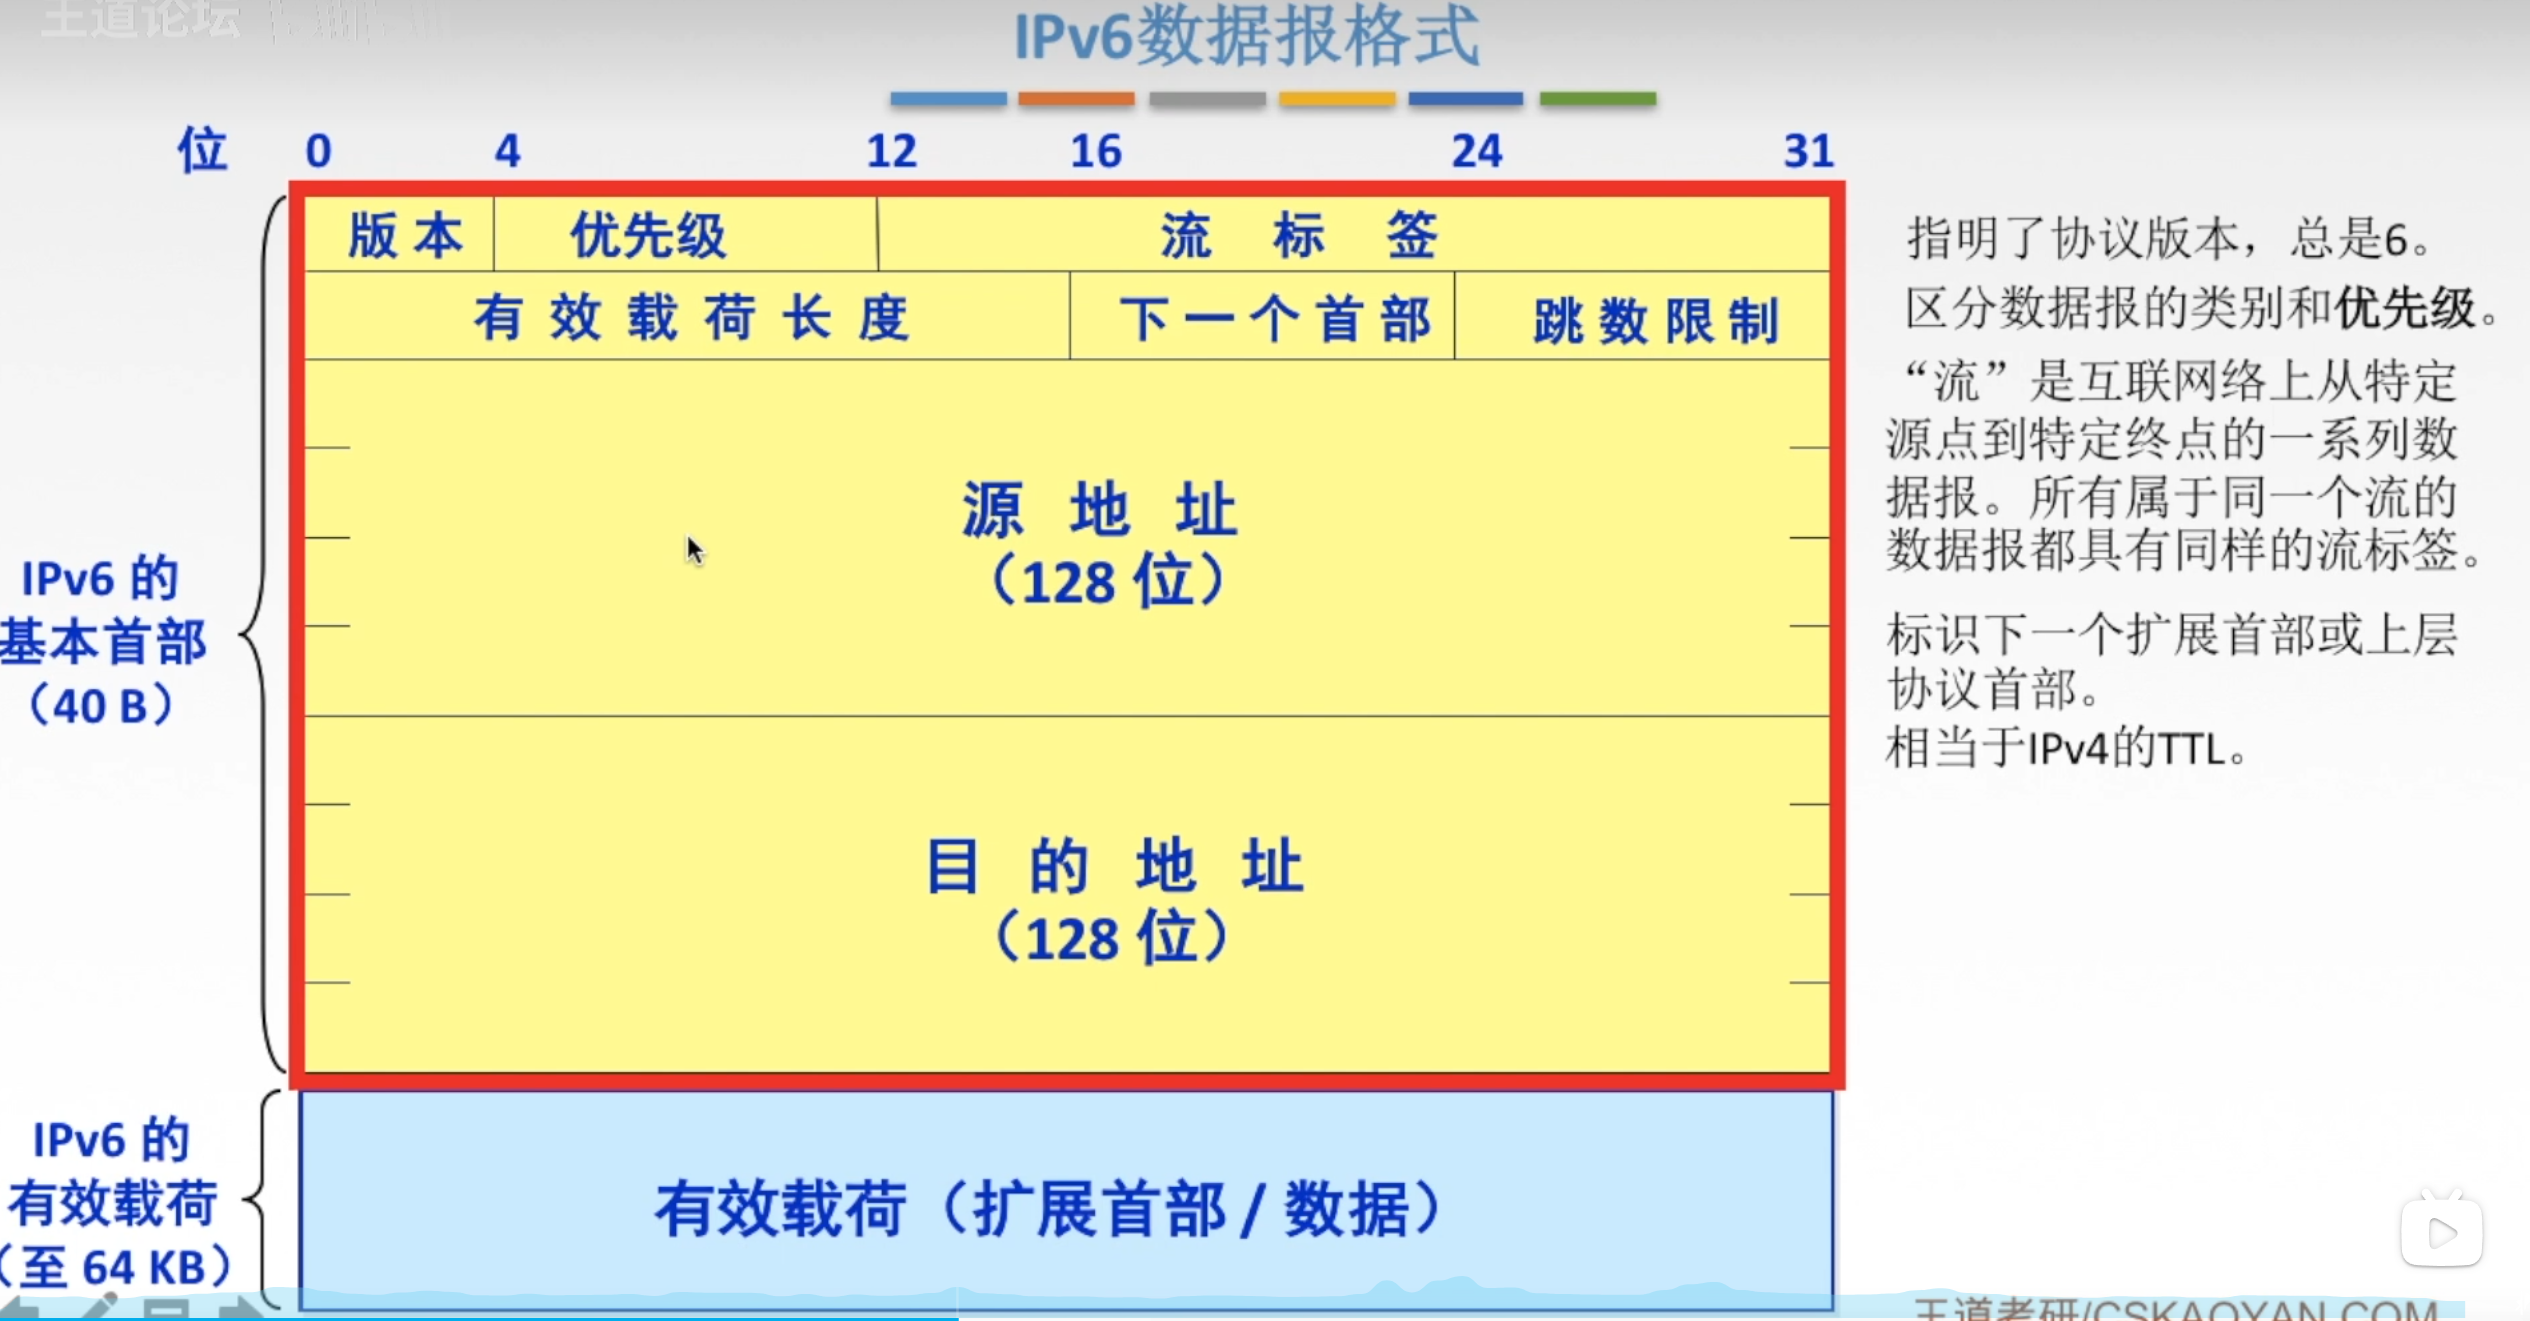 王道论坛
IPv6数据报格式
位 0 4 12 16 24 31
版本 优先级 流标签
有效载荷长度 下一个首部 跳数限制
源地址
（128 位）
目的地址
（128 位）
IPv6 的
基本首部
（40 B）
IPv6 的
有效载荷
（至 64 KB）
有效载荷（扩展首部 / 数据）
指明了协议版本，总是6。
区分数据报的类别和优先级。
“流”是互联网络上从特定
源点到特定终点的一系列数
据报。所有属于同一个流的
数据报都具有同样的流标签。
标识下一个扩展首部或上层
协议首部。
相当于IPv4的TTL。
王道考研/CSKAOYAN.COM